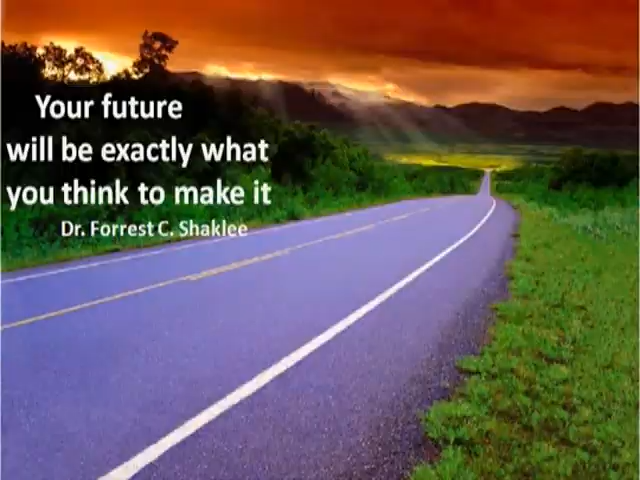 Your future
will be exactly what
you think to make it
Dr. Forrest C. Shaklee